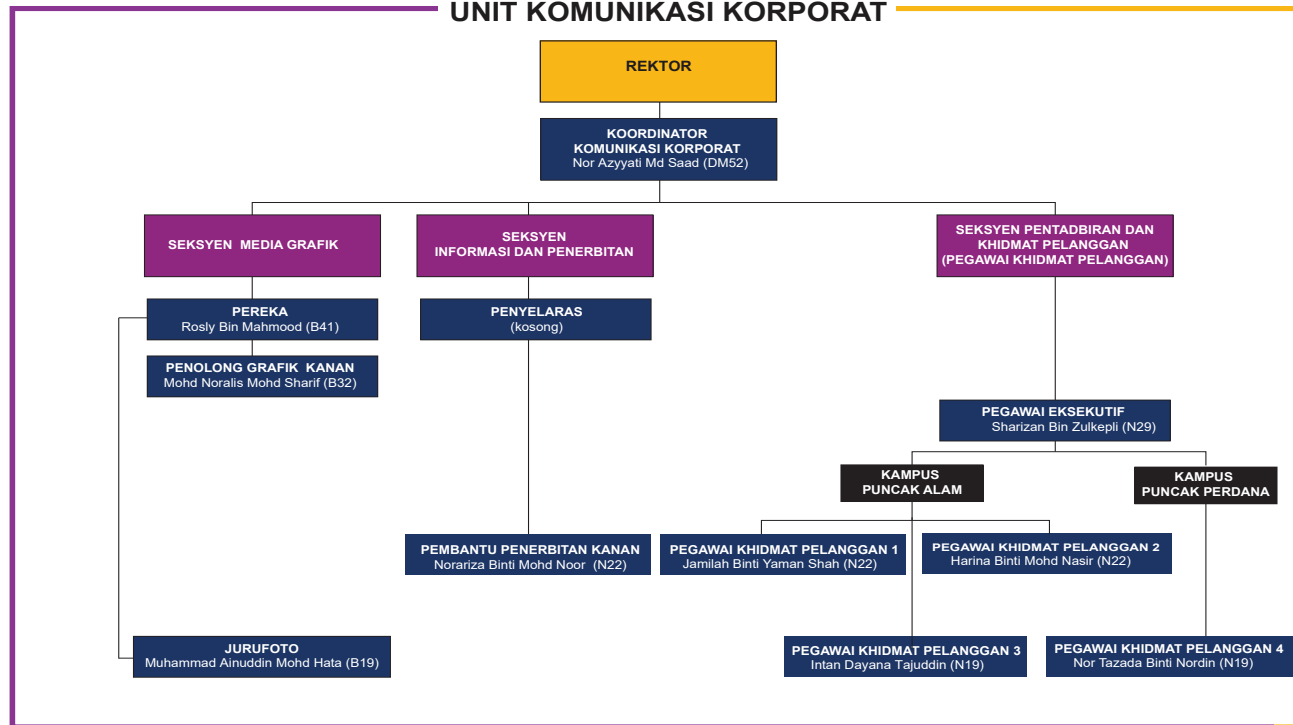 UNIT KOMUNIKASI KORPORAT
REKTOR
KOORDINATOR
KOMUNIKASI KORPORAT
Nor Azyyati Md Saad (DM52)
SEKSYEN MEDIA GRAFIK
SEKSYEN
INFORMASI DAN PENERBITAN
SEKSYEN PENTADBIRAN DAN
KHIDMAT PELANGGAN
(PEGAWAI KHIDMAT PELANGGAN)
PEREKA
Rosly Bin Mahmood (B41)
PENYELARAS
(kosong)
PENOLONG GRAFIK KANAN
Mohd Noralis Mohd Sharif (B32)
PEGAWAI EKSEKUTIF
Sharizan Bin Zulkepli (N29)
KAMPUS
PUNCAK ALAM
KAMPUS
PUNCAK PERDANA
PEMBANTU PENERBITAN KANAN
Norariza Binti Mohd Noor (N22)
PEGAWAI KHIDMAT PELANGGAN 1
Jamilah Binti Yaman Shah (N22)
PEGAWAI KHIDMAT PELANGGAN 2
Harina Binti Mohd Nasir (N22)
JURUFOTO
Muhammad Ainuddin Mohd Hata (B19)
PEGAWAI KHIDMAT PELANGGAN 3
Intan Dayana Tajuddin (N19)
PEGAWAI KHIDMAT PELANGGAN 4
Nor Tazada Binti Nordin (N19)